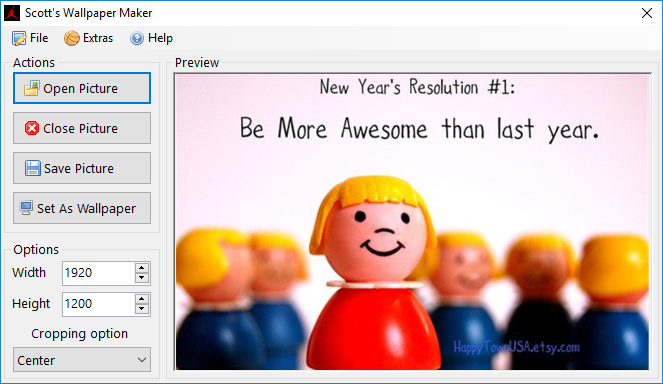 Scott's Wallpaper Maker
File Extras Help
Actions
Open Picture
Close Picture
Save Picture
Set As Wallpaper
Options
Width 1920
Height 1200
Cropping option
Center
Preview
New Year's Resolution #1:
Be More Awesome than last year.
HappyTownUSA.etsy.com